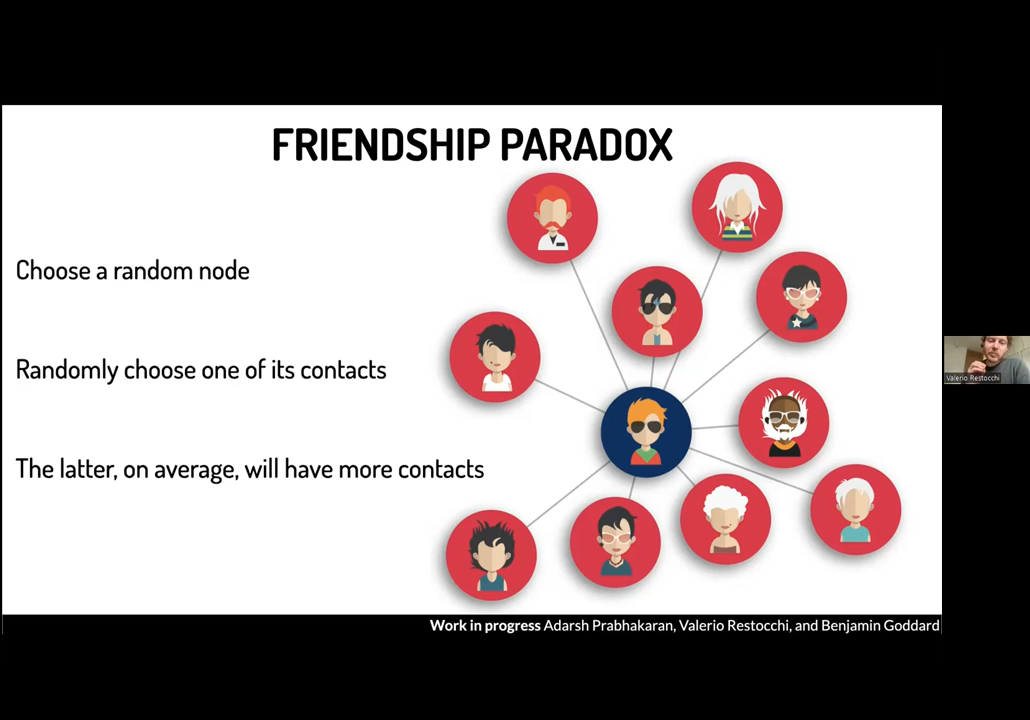 FRIENDSHIP PARADOX
Choose a random node
Randomly choose one of its contacts
The latter, on average, will have more contacts
Valerio Restocchi
Work in progress Adarsh Prabhakaran, Valerio Restocchi, and Benjamin Goddard